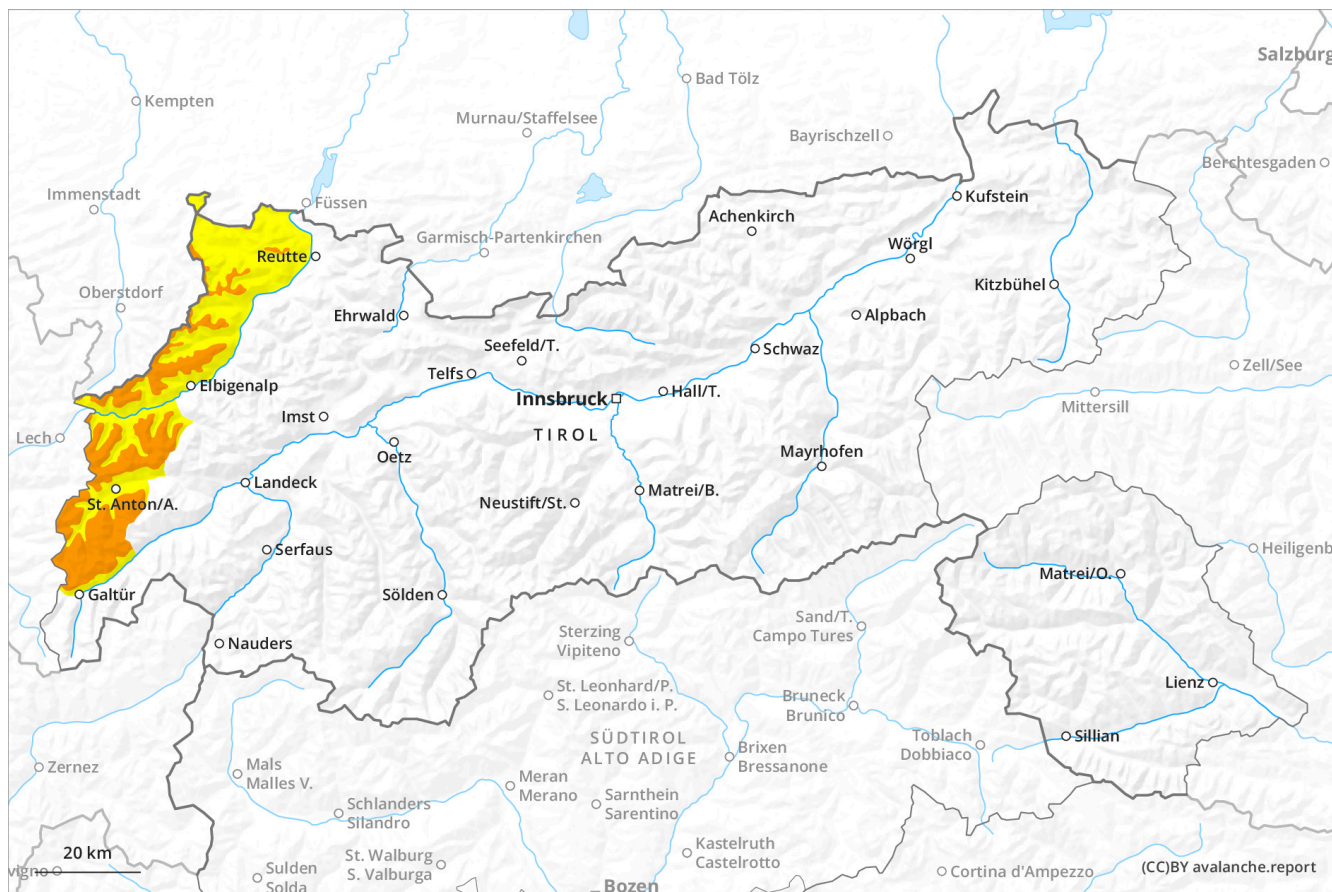 Salzburg
Kempten
Bad Tölz
Murnau/Staffelsee
Bayrischzell
Berchtesgaden
Immenstadt
Füssen
Kufstein
Achenkirch
Garmisch-Partenkirchen
Wörgl
Reutte
Kitzbühel
Oberstdorf
Ehrwald
Alpbach
Seefeld/T.
Schwaz
Zell/See
Telfs
Elbigenalp
Innsbruck
Hall/T.
Mittersill
Imst
Lech
TIROL
Oetz
Mayrhofen
Landeck
St. Anton/A.
Neustift/St.
Matrei/B.
Serfaus
Heiligenb
Matrei/O.
Galtür
Sölden
Sand/T.
Campo Tures
Nauders
Sterzing
Vipiteno
Lienz
St. Leonhard/P.
S. Leonardo i. P.
Bruneck
Brunico
Sillian
SÜDTIROL
ALTO ADIGE
Toblach
Dobbiaco
Zernez
Mals
Malles V.
Brixen
Bressanone
Meran
Merano
Sarnthein
Sarentino
Schlanders
Silandro
20 km
Kastelruth
Castelrotto
St. Walburg
S. Valburga
vigno
Sulden
Solda
Cortina d'Ampezzo
(CC)BY avalanche.report
Bozen